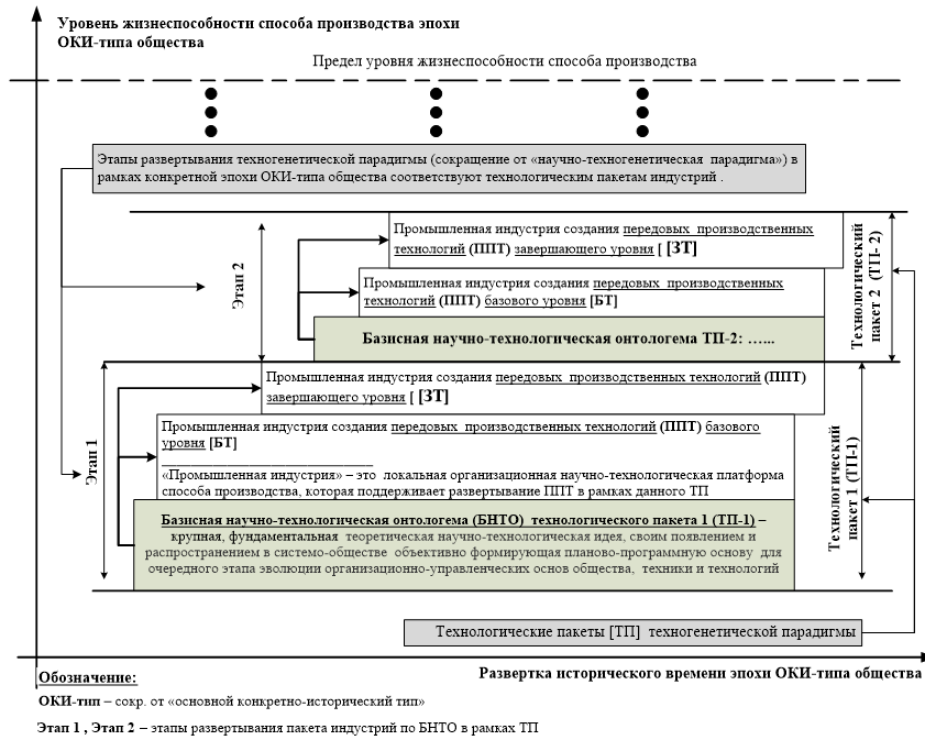 Уровень жизнеспособности способа производства эпохи
ОКИ-типа общества
Предел уровня жизнеспособности способа производства
Этапы развертывания техногенетической парадигмы (сокращение от «научно-техногенетическая парадигма») в
рамках конкретной эпохи ОКИ-типа общества соответствуют технологическим пакетам индустрий .
Этап 2
Промышленная индустрия создания передовых производственных
технологий (ППТ) завершающего уровня [ [ЗТ]
Промышленная индустрия создания передовых производственных
технологий (ППТ) базового уровня [БТ]
Базисная научно-технологическая онтологема ТП-2: …...
Технологический
пакет 2 (ТП- 2)
Этап 1
Промышленная индустрия создания передовых производственных технологий (ППТ)
завершающего уровня [ [ЗТ]
Промышленная индустрия создания передовых производственных технологий (ППТ) базового
уровня [БТ]
«Промышленная индустрия» – это локальная организационная научно-технологическая платформа
способа производства, которая поддерживает развертывание ППТ в рамках данного ТП
Базисная научно-технологическая онтологема (БНТО) технологического пакета 1 (ТП-1) –
крупная, фундаментальная теоретическая научно-технологическая идея, своим появлением и
распространением в системо-обществе объективно формирующая планово-программную основу для
очередного этапа эволюции организационно-управленческих основ общества, техники и технологий
Технологический
пакет 1 (ТП-1)
Технологические пакеты [ТП] техногенетической парадигмы
Развертка исторического времени эпохи ОКИ-типа общества
Обозначение:
ОКИ-тип – сокр. от «основной конкретно-исторический тип»
Этап 1 , Этап 2 – этапы развертывания пакета индустрий по БНТО в рамках ТП